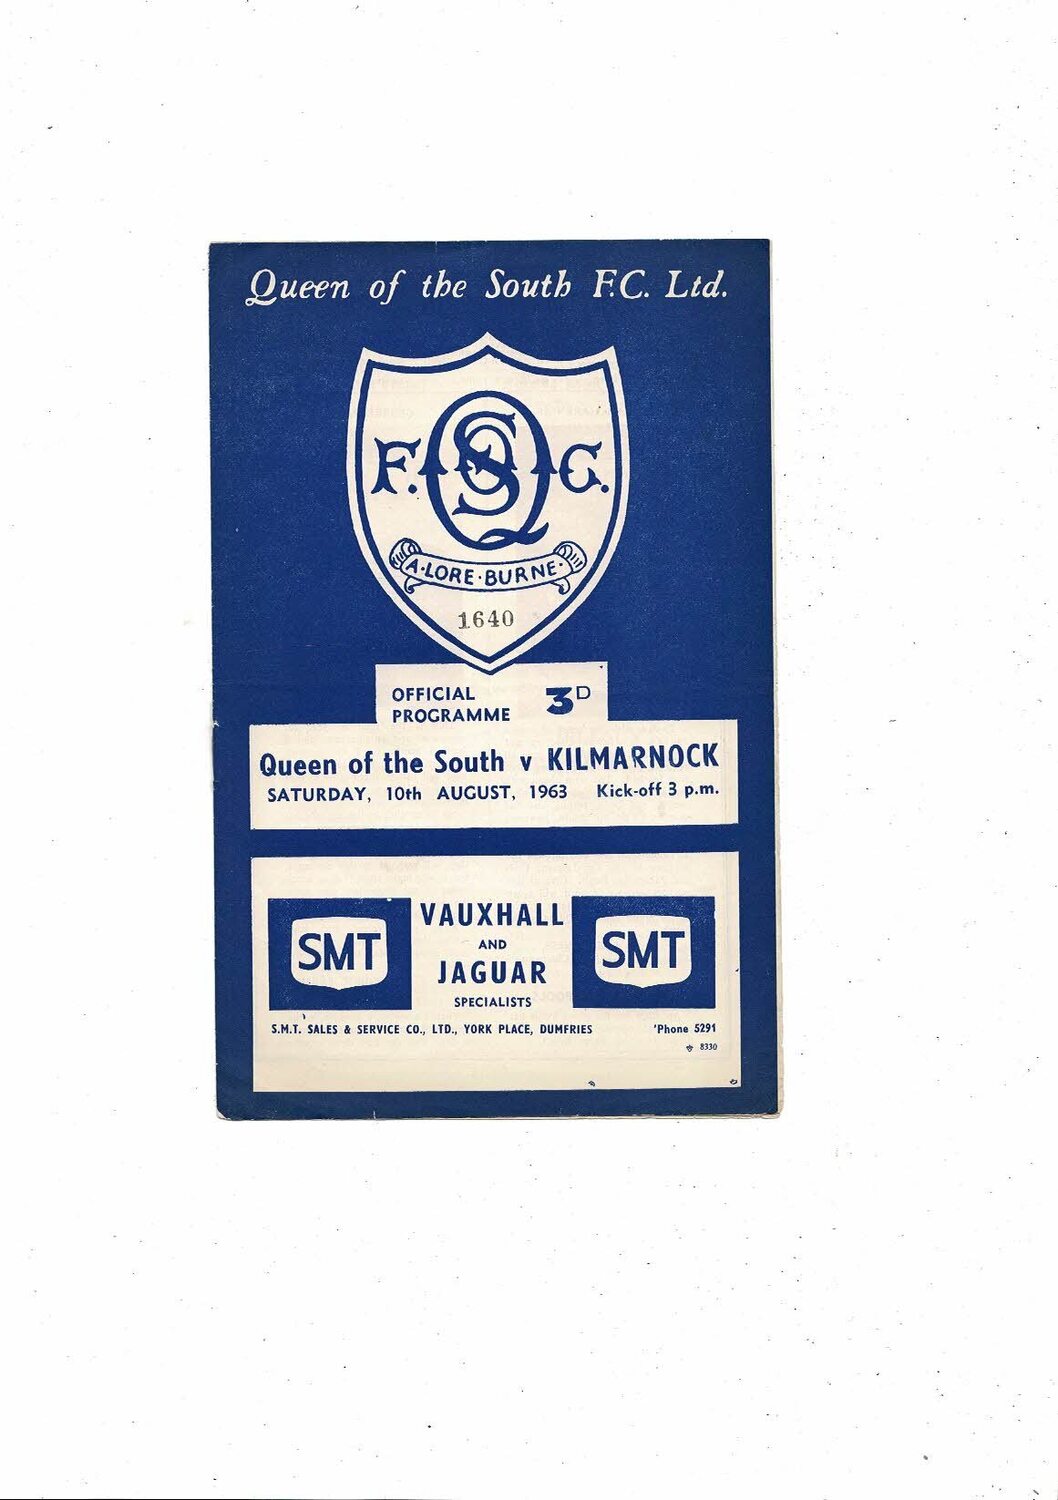 Queen of the South F.C. Ltd.
F. QSS C.
A·LORE·BURNE·
1640
OFFICIAL
PROGRAMME
3D
Queen of the South v KILMARNOCK
SATURDAY, 10th AUGUST, 1963 Kick-off 3 p.m.
SMT
VAUXHALL
AND
JAGUAR
SPECIALISTS
SMT
S.M.T. SALES & SERVICE CO., LTD., YORK PLACE, DUMFRIES 'Phone 5291
8330